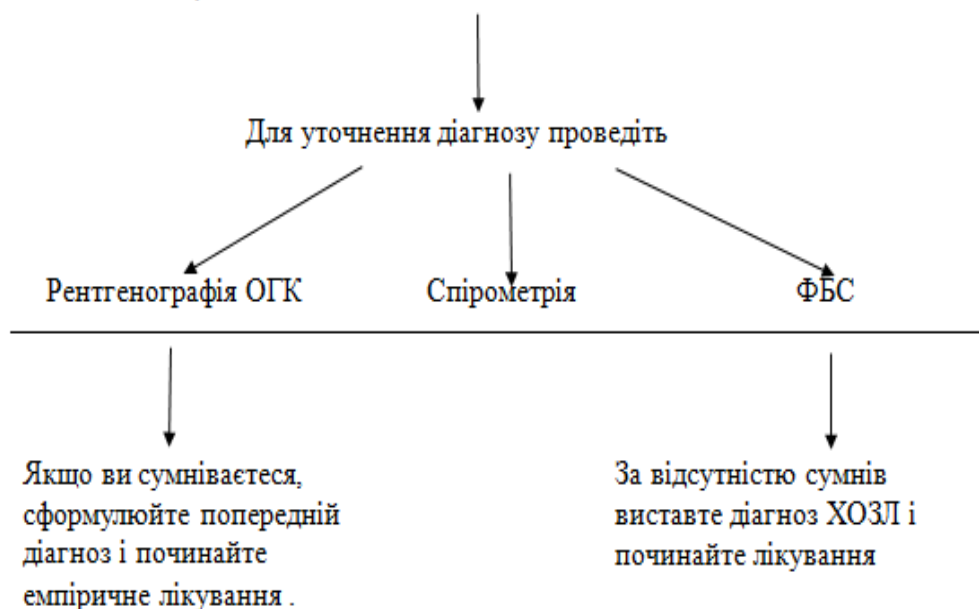 Для уточнення діагнозу проведіть
Рентгенографія ОГК Спірометрія ФБС
Якщо ви сумніваєтеся,
сформулюйте попередній
діагноз і починайте
емпіричне лікування .
За відсутністю сумнів
виставте діагноз ХОЗЛ і
починайте лікування